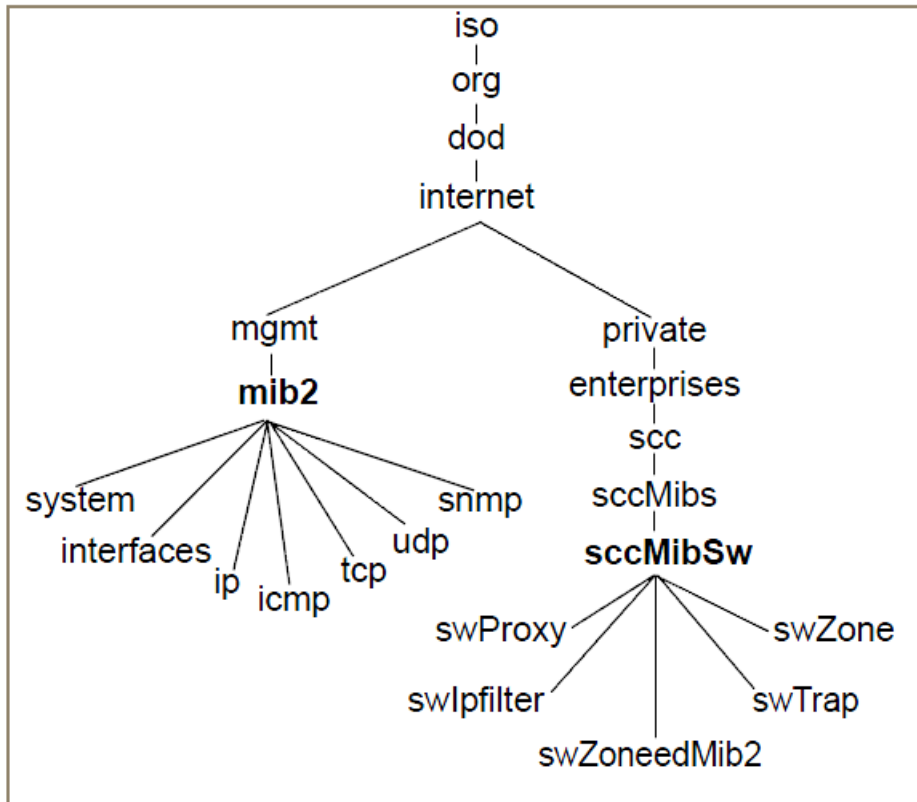 iso
org
dod
internet
mgmt
private
mib2
enterprises
scc
system
snmp
sccMibs
interfaces
udp
sccMibSw
ip
tcp
icmp
swProxy
swZone
swIpfilter
swTrap
swZoneedMib2